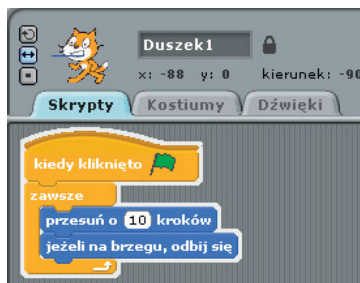 Duszek1
x: -88 y: 0 kierunek: -90
Skrypty Kostiumy Dźwięki
kiedy kliknięto
zawsze
przesuń o 10 kroków
jeżeli na brzegu, odbij się